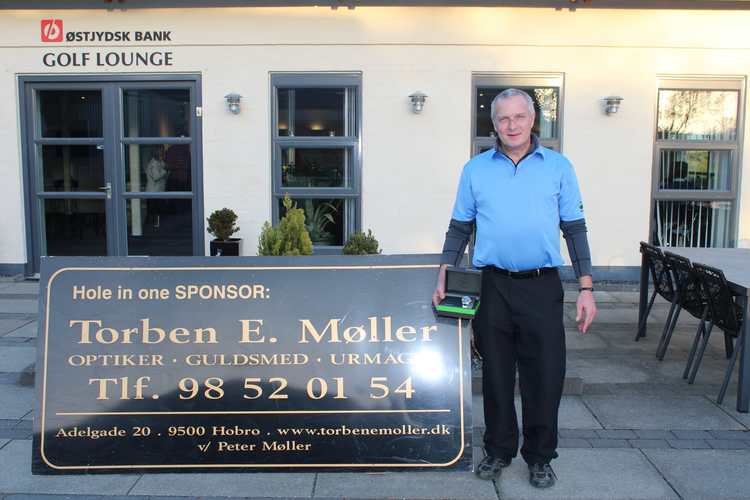 ØSTJYDSK BANK
GOLF LOUNGE
Hole in one SPONSOR:
Torben E. Møller
OPTIKER · GULDSMED · URMAG
Tlf. 98 52 01 54
Adelgade 20 . 9500 Hobro . www.torbenemoller.dk
v/ Peter Møller